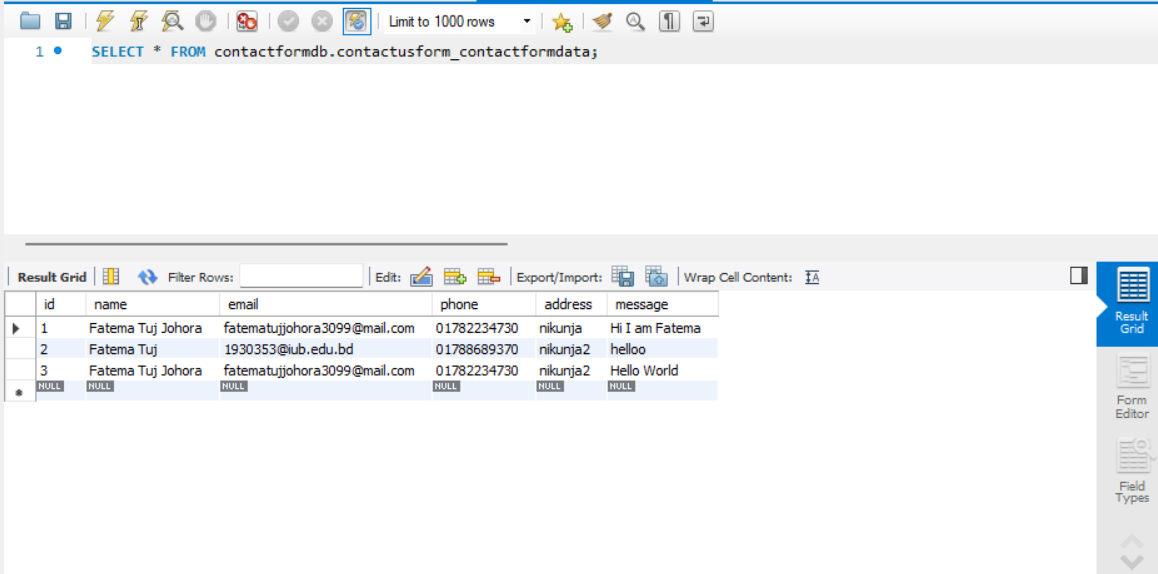 Limit to 1000 rows
1 SELECT * FROM contactformdb.contactusform_contactformdata;
Result Grid Filter Rows: Edit: Export/Import: Wrap Cell Content:
id name email phone address message
1 Fatema Tuj Johora fatematujjohora3099@mail.com 01782234730 nikunja Hi I am Fatema
2 Fatema Tuj 1930353@iub.edu.bd 01788689370 nikunja2 helloo
3 Fatema Tuj Johora fatematujjohora3099@mail.com 01782234730 nikunja2 Hello World
NULL NULL NULL NULL NULL NULL
Result
Grid
Form
Editor
Field
Types